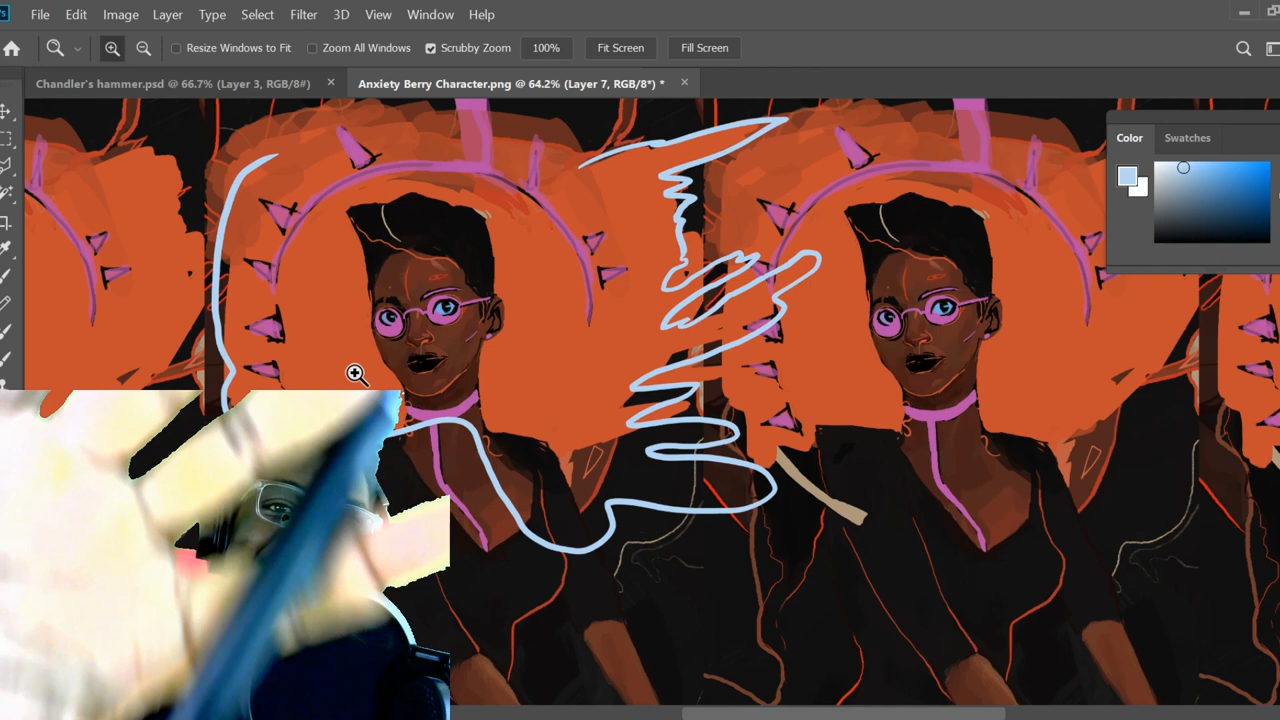 Ps File Edit Image Layer Type Select Filter 3D View Window Help
Resize Windows to Fit Zoom All Windows Scrubby Zoom 100% Fit Screen Fill Screen
Chandler's hammer.psd @ 66.7% (Layer 3, RGB/8#) × Anxiety Berry Character.png @ 64.2% (Layer 7, RGB/8*) * ×
Color Swatches